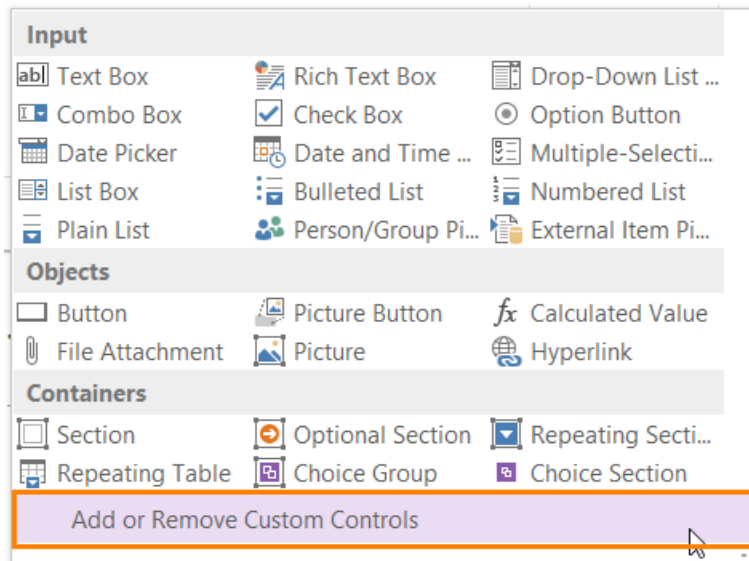 Input
Text Box Rich Text Box Drop-Down List ...
Combo Box Check Box Option Button
Date Picker Date and Time ... Multiple-Selecti...
List Box Bulleted List Numbered List
Plain List Person/Group Pi... External Item Pi...
Objects
Button Picture Button fx Calculated Value
File Attachment Picture Hyperlink
Containers
Section Optional Section Repeating Secti...
Repeating Table Choice Group Choice Section
Add or Remove Custom Controls